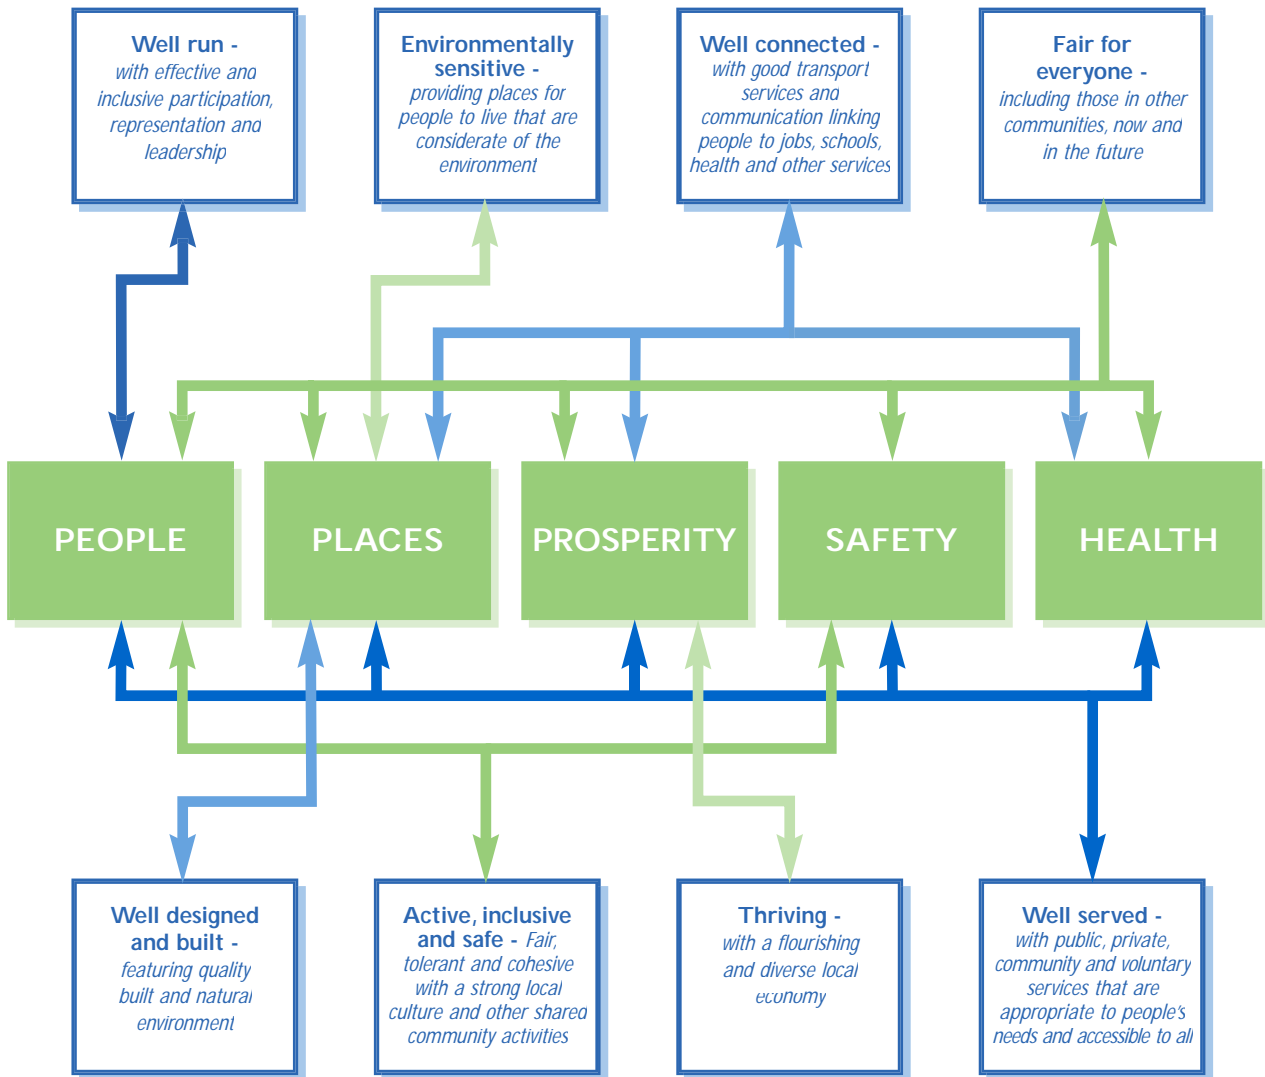 Well run -
with effective and
inclusive participation,
representation and
leadership
Environmentally
sensitive -
providing places for
people to live that are
considerate of the
environment
Well connected -
with good transport
services and
communication linking
people to jobs, schools,
health and other services
Fair for
everyone -
including those in other
communities, now and
in the future
PEOPLE
PLACES
PROSPERITY
SAFETY
HEALTH
Well designed
and built -
featuring quality
built and natural
environment
Active, inclusive
and safe - Fair,
tolerant and cohesive
with a strong local
culture and other shared
community activities
Thriving -
with a flourishing
and diverse local
economy
Well served -
with public, private,
community and voluntary
services that are
appropriate to people's
needs and accessible to all